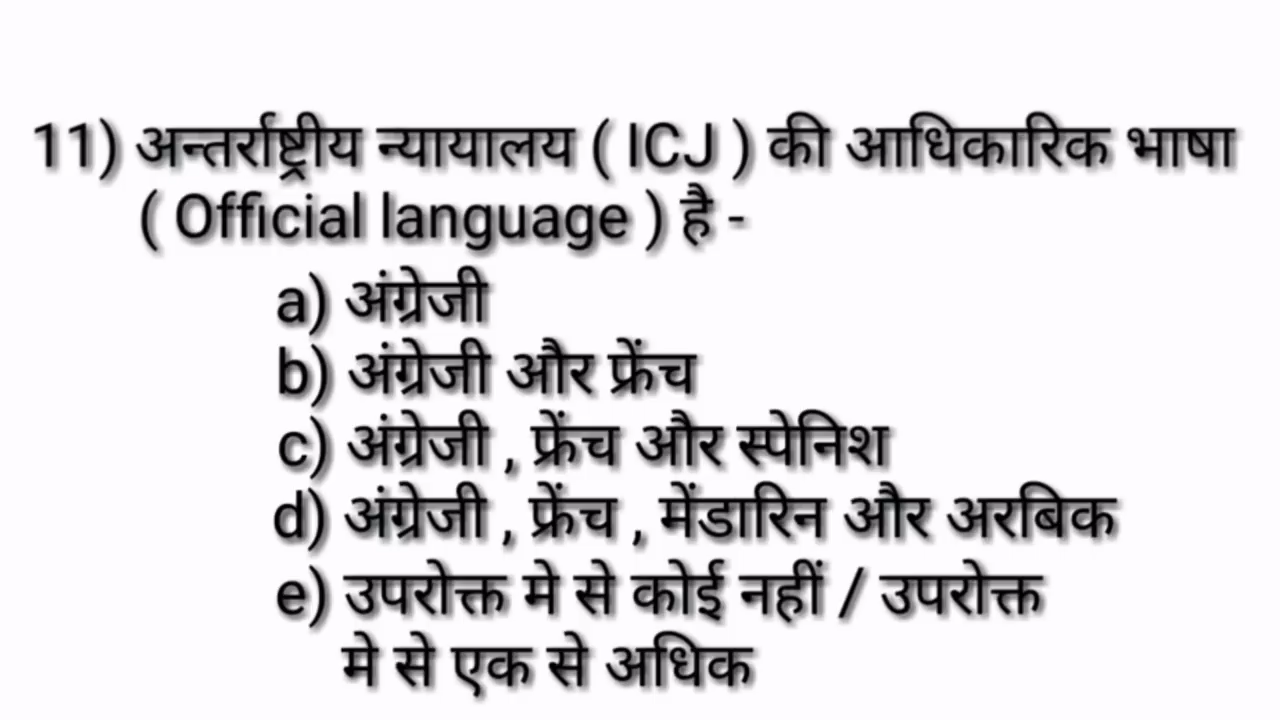 11) अन्तर्राष्ट्रीय न्यायालय ( ICJ ) की आधिकारिक भाषा
( Official language ) है -
a) अंग्रेजी
b) अंग्रेजी और फ्रेंच
c) अंग्रेजी , फ्रेंच और स्पेनिश
d) अंग्रेजी , फ्रेंच , मेंडारिन और अरबिक
e) उपरोक्त मे से कोई नहीं / उपरोक्त
मे से एक से अधिक